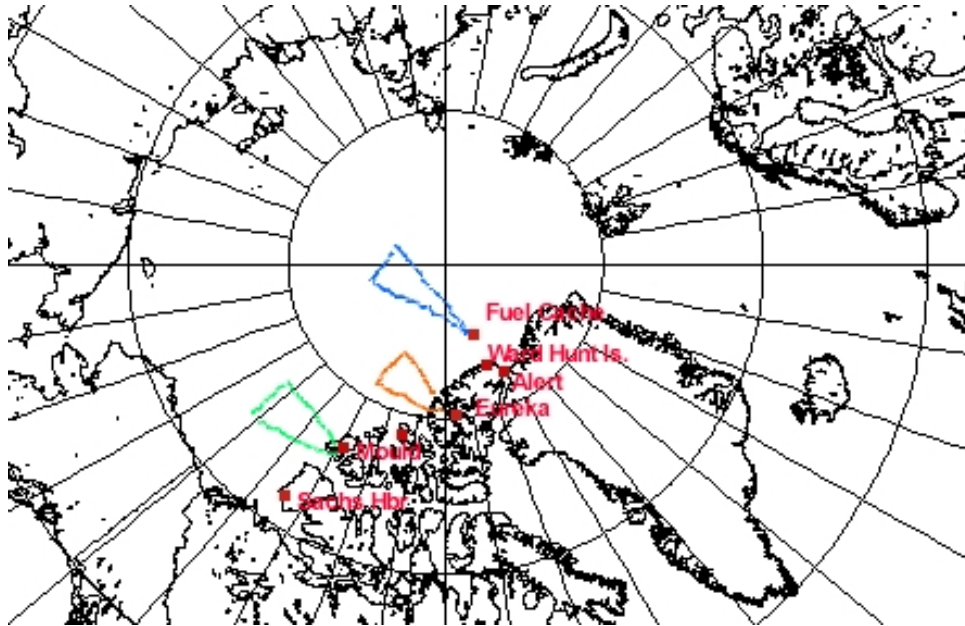 Fuel Cache
Ward Hunt Is.
Alert
Eureka
Mould
Sachs Hbr